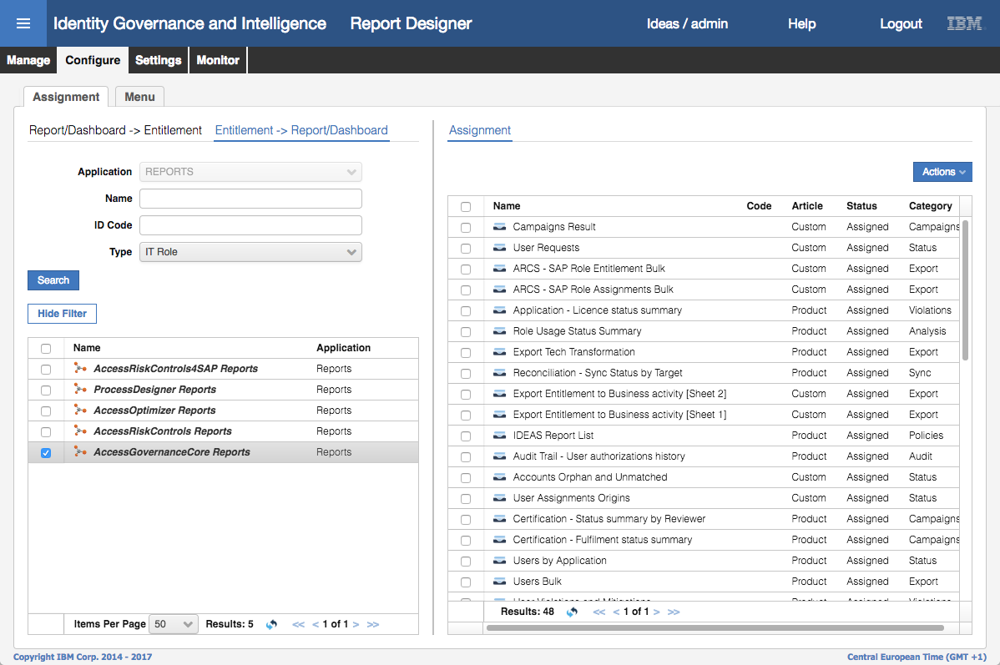 Identity Governance and Intelligence Report Designer Ideas / admin Help Logout IBM
Manage Configure Settings Monitor
Assignment Menu
Report/Dashboard -> Entitlement Entitlement -> Report/Dashboard
Application REPORTS
Name
ID Code
Type IT Role
Search
Hide Filter
Name Application
AccessRiskControls4SAP Reports Reports
ProcessDesigner Reports Reports
AccessOptimizer Reports Reports
AccessRiskControls Reports Reports
AccessGovernanceCore Reports Reports
Items Per Page 50 Results: 5 << < 1 of 1 > >>
Assignment
Actions
Name Code Article Status Category
Campaigns Result Custom Assigned Campaigns
User Requests Custom Assigned Status
ARCS - SAP Role Entitlement Bulk Custom Assigned Export
ARCS - SAP Role Assignments Bulk Custom Assigned Export
Application - Licence status summary Product Assigned Violations
Role Usage Status Summary Product Assigned Analysis
Export Tech Transformation Product Assigned Export
Reconciliation - Sync Status by Target Product Assigned Sync
Export Entitlement to Business activity [Sheet 2] Custom Assigned Export
Export Entitlement to Business activity [Sheet 1] Custom Assigned Export
IDEAS Report List Product Assigned Policies
Audit Trail - User authorizations history Product Assigned Audit
Accounts Orphan and Unmatched Custom Assigned Status
User Assignments Origins Custom Assigned Status
Certification - Status summary by Reviewer Product Assigned Campaigns
Certification - Fulfilment status summary Product Assigned Campaigns
Users by Application Product Assigned Status
Users Bulk Product Assigned Export
User Violations and Mitigations Product Assigned Violations
Results: 48 << < 1 of 1 > >>
Copyright IBM Corp. 2014 - 2017 Central European Time (GMT +1)